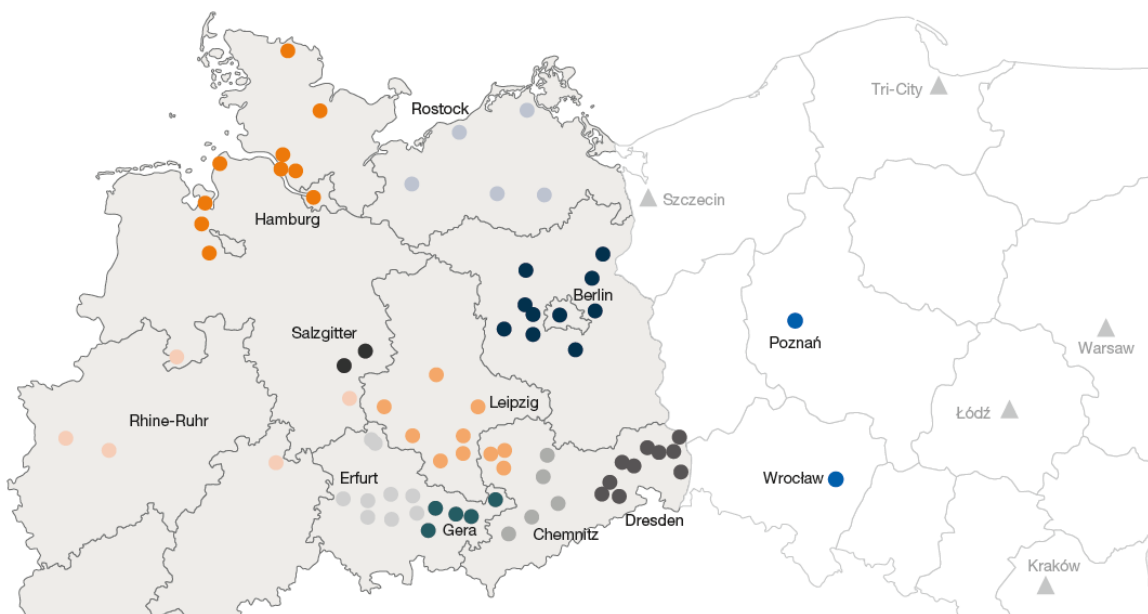 Tri-City
Rostock
Szczecin
Hamburg
Berlin
Salzgitter
Poznań
Warsaw
Leipzig
Rhine-Ruhr
Łódź
Erfurt
Wrocław
Dresden
Gera
Chemnitz
Kraków